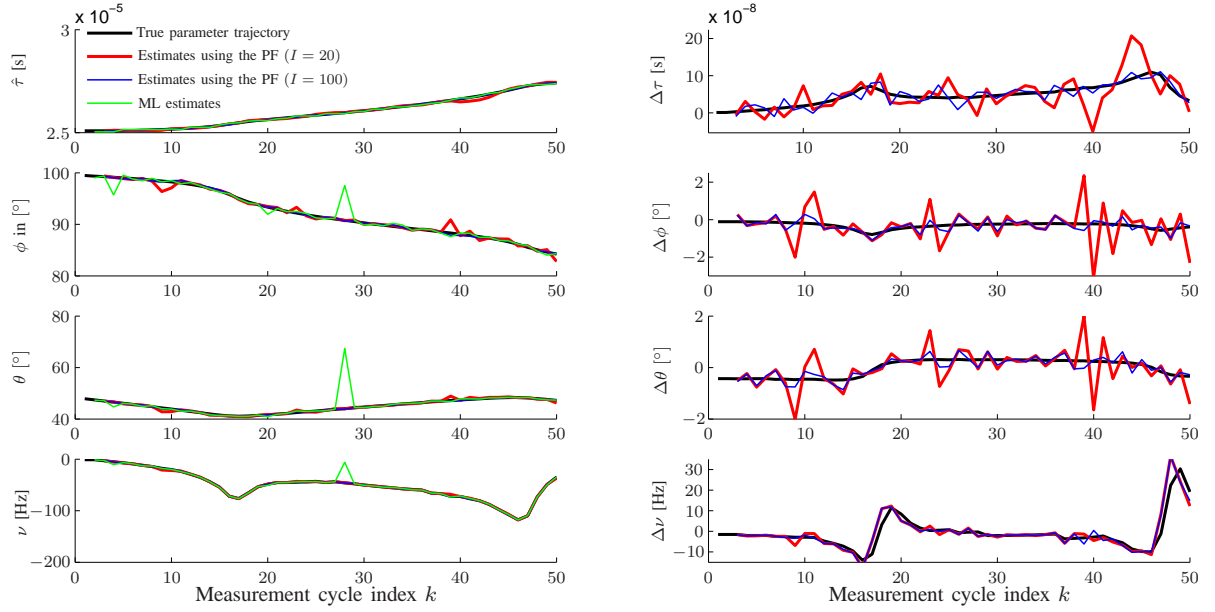 x 10⁻⁵
3
2.5
τ̂ [s]
True parameter trajectory
Estimates using the PF (I = 20)
Estimates using the PF (I = 100)
ML estimates
0 10 20 30 40 50
100
90
80
ϕ in [°]
0 10 20 30 40 50
80
60
40
θ [°]
0 10 20 30 40 50
0
−100
−200
ν [Hz]
0 10 20 30 40 50
Measurement cycle index k
x 10⁻⁸
20
10
0
Δτ [s]
0 10 20 30 40 50
2
0
−2
Δϕ [°]
0 10 20 30 40 50
2
0
−2
Δθ [°]
0 10 20 30 40 50
30
20
10
0
−10
Δν [Hz]
0 10 20 30 40 50
Measurement cycle index k